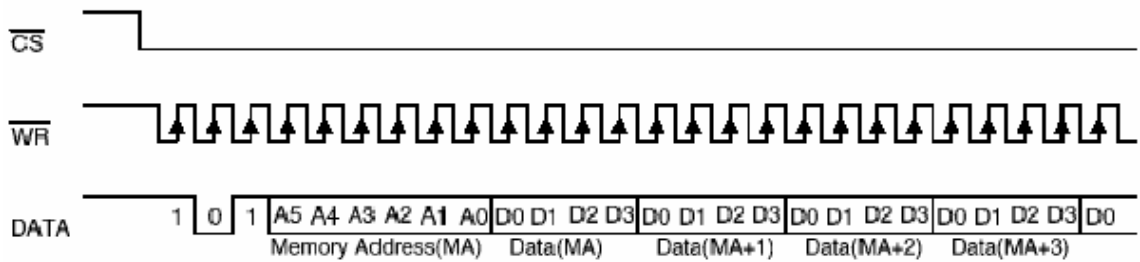 CS
WR
DATA 1 0 1 A5 A4 A3 A2 A1 A0 D0 D1 D2 D3 D0 D1 D2 D3 D0 D1 D2 D3 D0 D1 D2 D3 D0
Memory Address(MA) Data(MA) Data(MA+1) Data(MA+2) Data(MA+3)